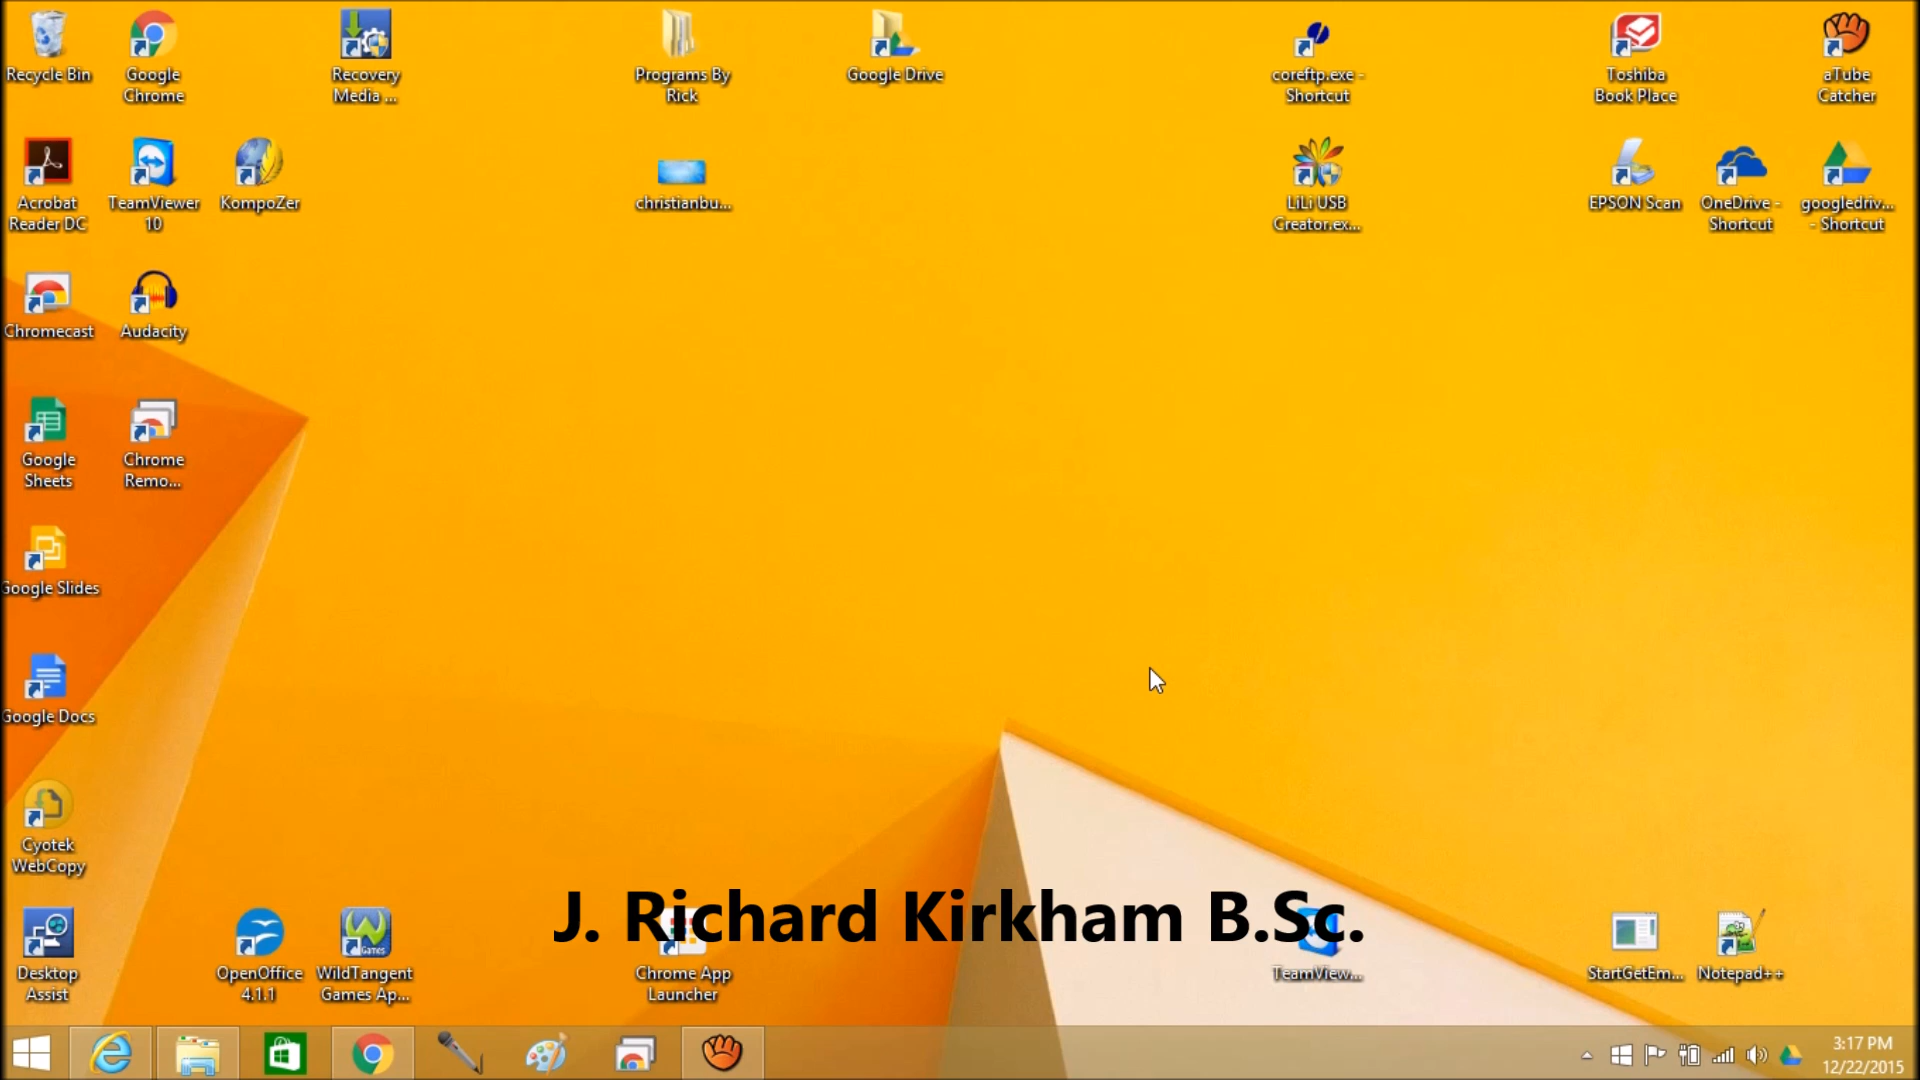 Recycle Bin
Google
Chrome
Recovery
Media ...
Programs By
Rick
Google Drive
coreftp.exe -
Shortcut
Toshiba
Book Place
aTube
Catcher
Acrobat
Reader DC
TeamViewer
10
KompoZer
christianbu...
LiLi USB
Creator.ex...
EPSON Scan
OneDrive -
Shortcut
googledriv...
- Shortcut
Chromecast
Audacity
Google
Sheets
Chrome
Remo...
Google Slides
Google Docs
Cyotek
WebCopy
J. Richard Kirkham B.Sc.
Desktop
Assist
OpenOffice
4.1.1
Games
WildTangent
Games Ap...
Chrome App
Launcher
TeamView...
StartGetEm...
Notepad++
3:17 PM
12/22/2015